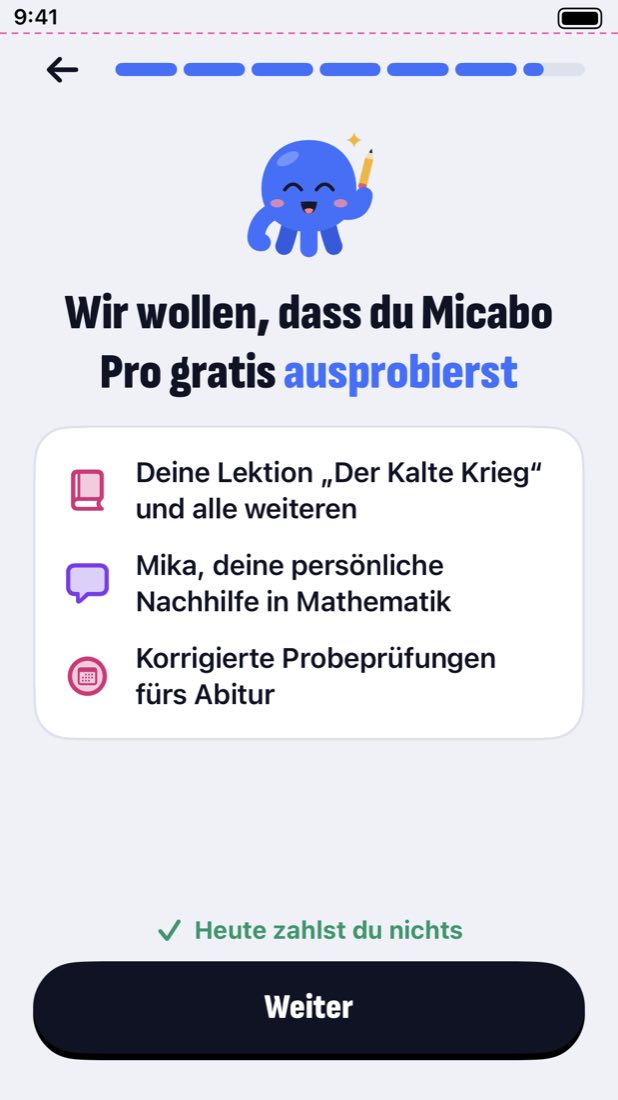 9:41
Wir wollen, dass du Micabo
Pro gratis ausprobierst
Deine Lektion „Der Kalte Krieg“
und alle weiteren
Mika, deine persönliche
Nachhilfe in Mathematik
Korrigierte Probeprüfungen
fürs Abitur
Heute zahlst du nichts
Weiter